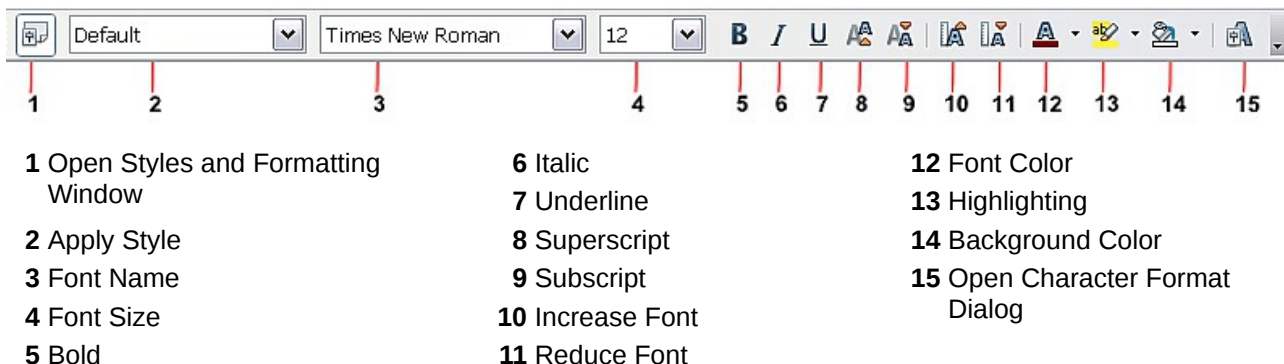 Default Times New Roman 12 B I U A A A A A ab A
1 2 3 4 5 6 7 8 9 10 11 12 13 14 15
1 Open Styles and Formatting
Window
2 Apply Style
3 Font Name
4 Font Size
5 Bold
6 Italic
7 Underline
8 Superscript
9 Subscript
10 Increase Font
11 Reduce Font
12 Font Color
13 Highlighting
14 Background Color
15 Open Character Format
Dialog